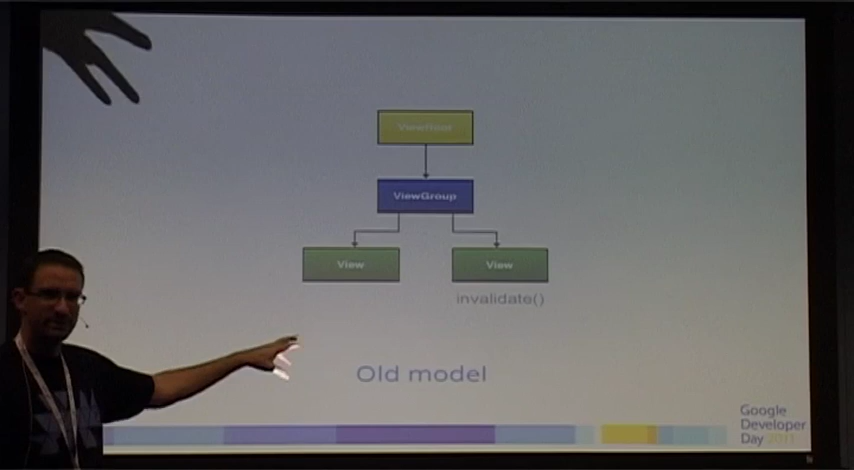 ViewRoot
ViewGroup
View
View
invalidate()
Old model
Google
Developer
Day 2011